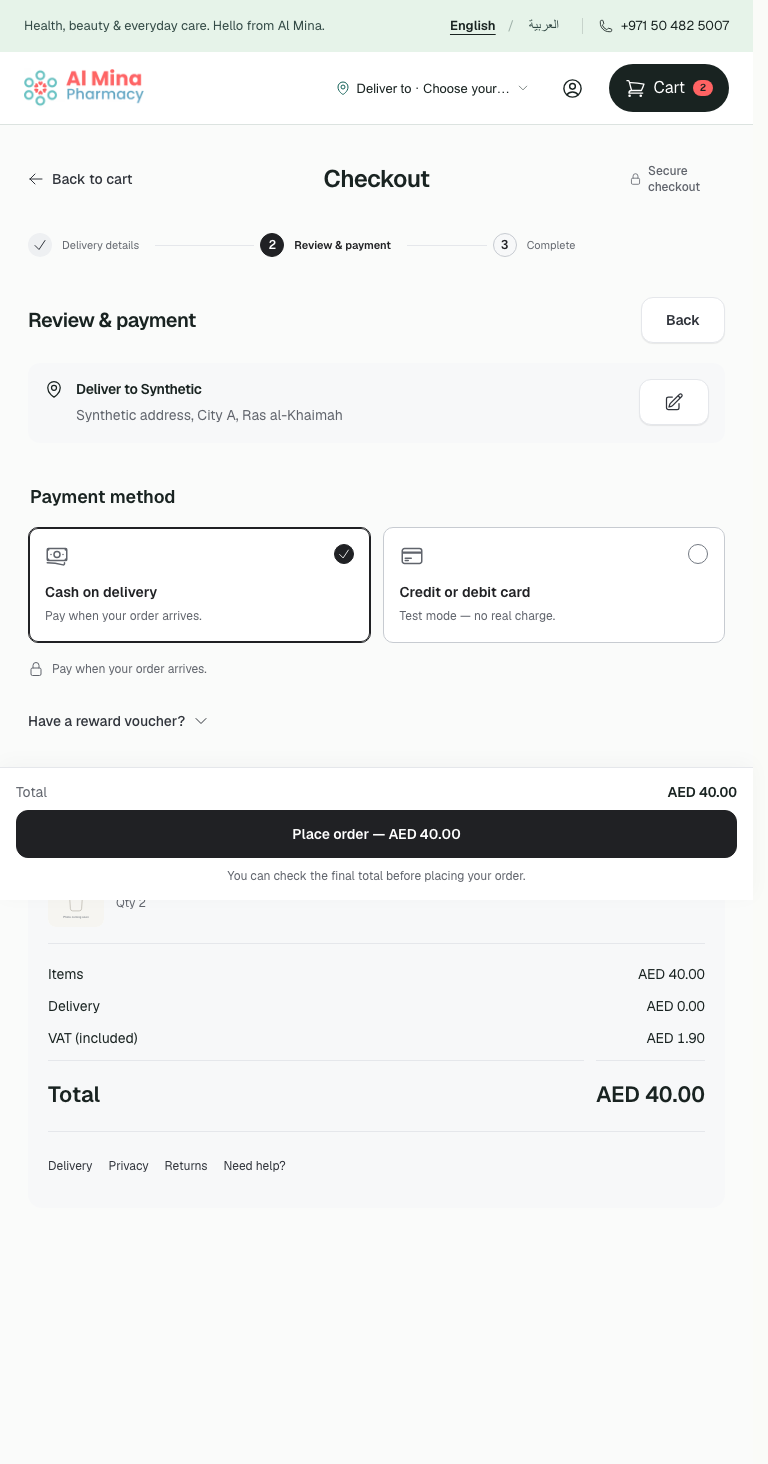 Health, beauty & everyday care. Hello from Al Mina.
English / العربية
+971 50 482 5007
Al Mina
Pharmacy
Deliver to · Choose your...
Cart 2
Back to cart
Checkout
Secure
checkout
Delivery details
2 Review & payment
3 Complete
Review & payment
Back
Deliver to Synthetic
Synthetic address, City A, Ras al-Khaimah
Payment method
Cash on delivery
Pay when your order arrives.
Credit or debit card
Test mode — no real charge.
Pay when your order arrives.
Have a reward voucher?
Total AED 40.00
Place order — AED 40.00
You can check the final total before placing your order.
Qty 2
Items AED 40.00
Delivery AED 0.00
VAT (included) AED 1.90
Total AED 40.00
Delivery Privacy Returns Need help?